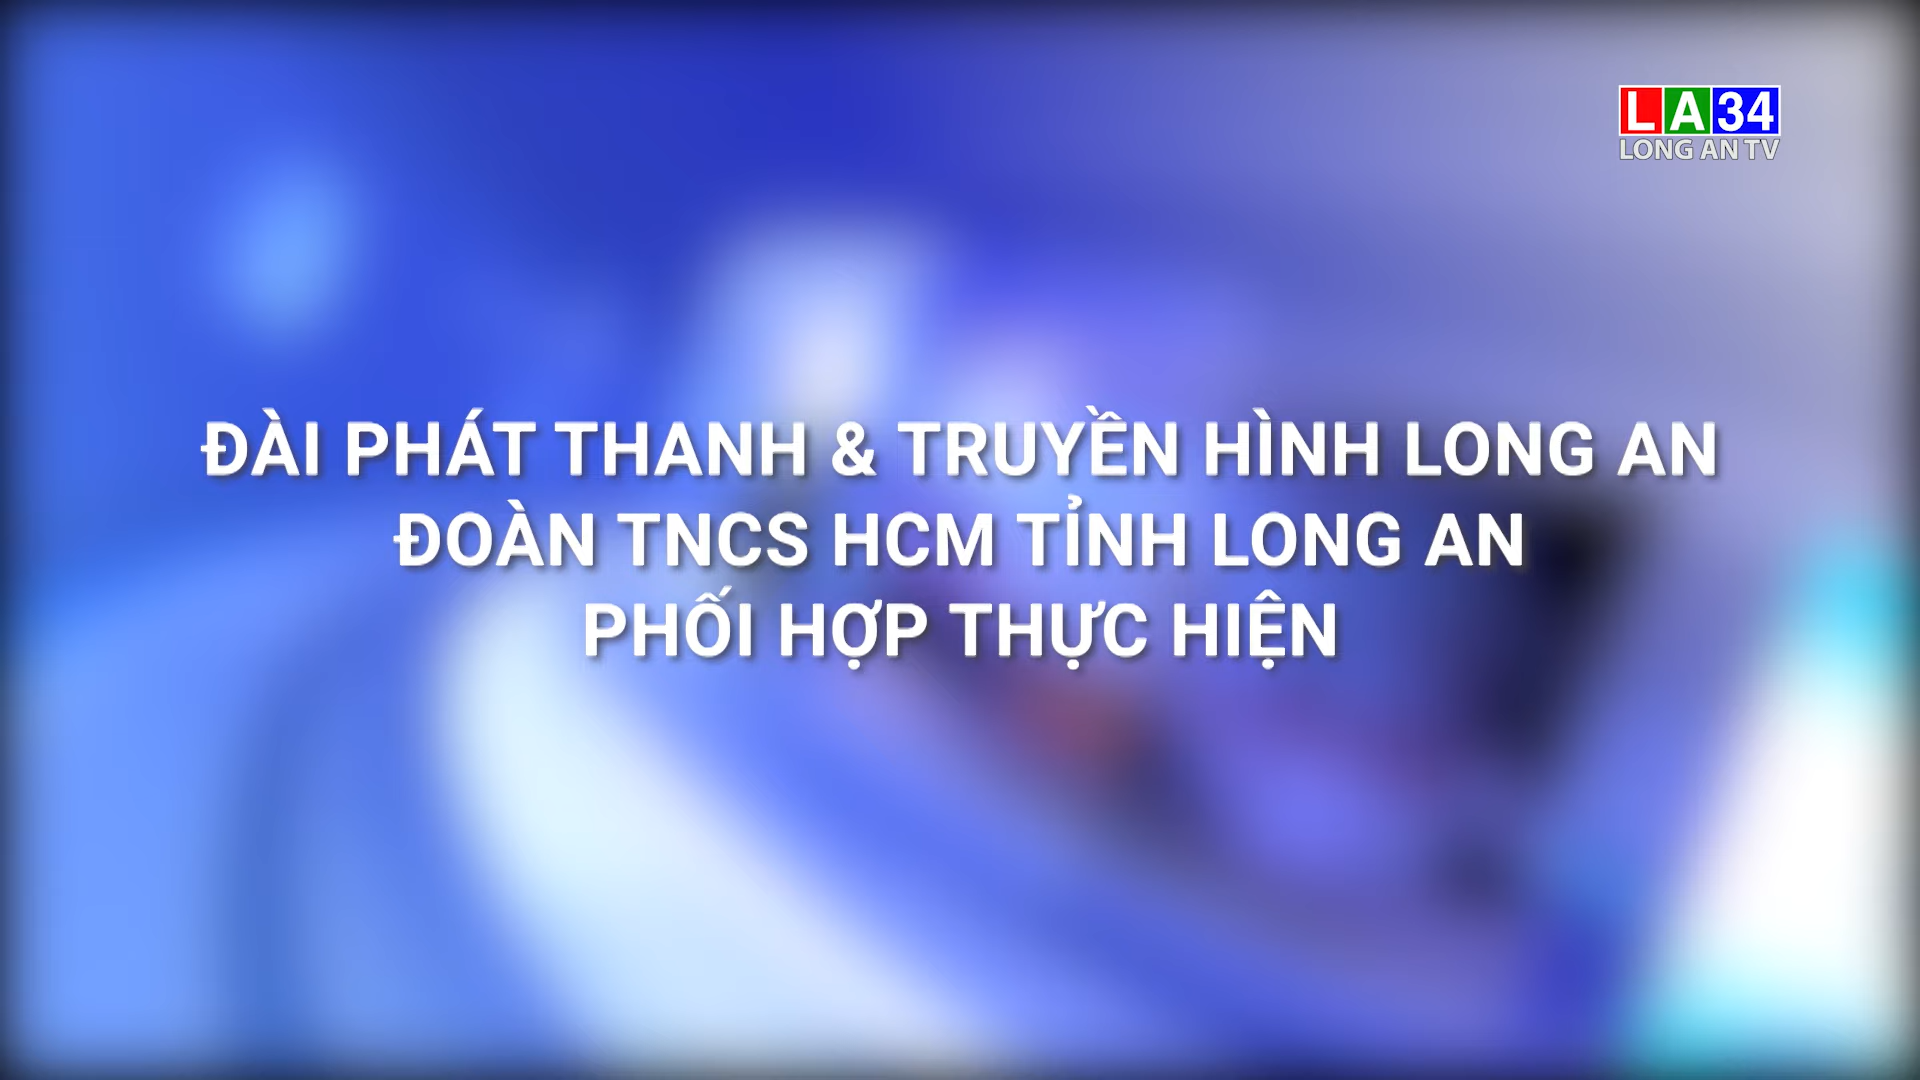 LA34
LONG AN TV
ĐÀI PHÁT THANH & TRUYỀN HÌNH LONG AN
ĐOÀN TNCS HCM TỈNH LONG AN
PHỐI HỢP THỰC HIỆN